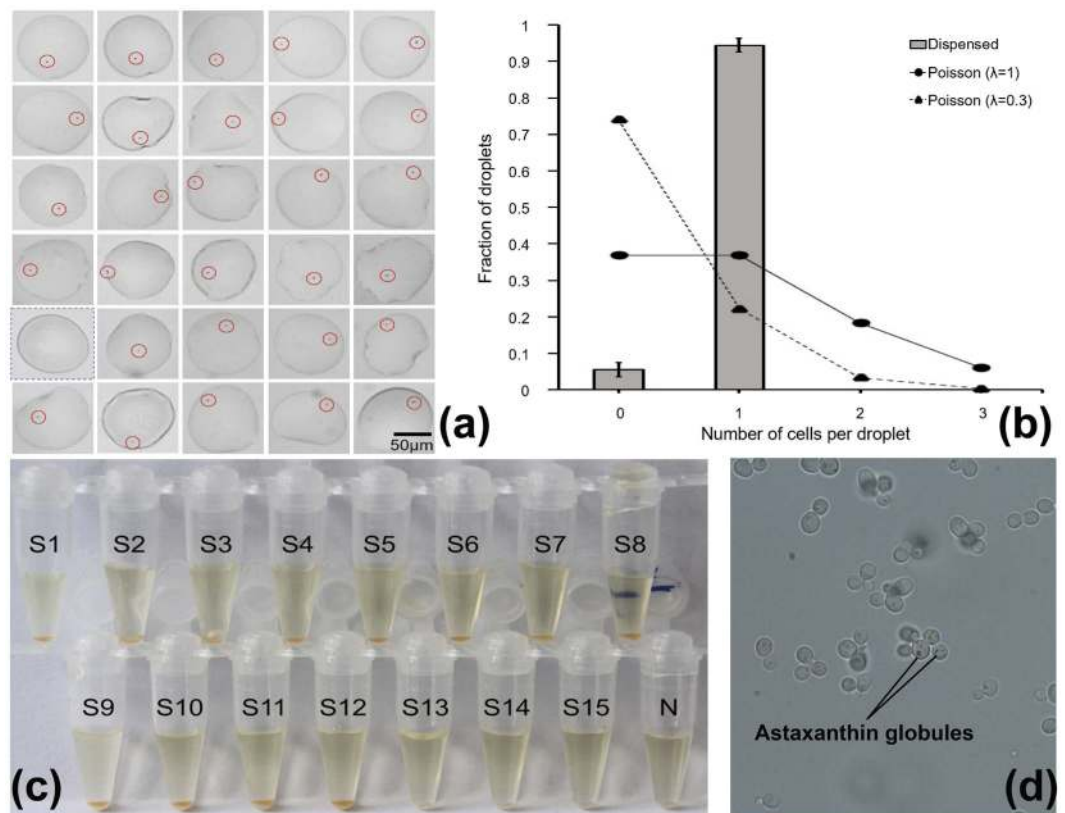 50μm
(a)
1
0.9
0.8
0.7
0.6
0.5
0.4
0.3
0.2
0.1
0
Fraction of droplets
0 1 2 3
Number of cells per droplet
Dispensed
Poisson (λ=1)
Poisson (λ=0.3)
(b)
S1 S2 S3 S4 S5 S6 S7 S8
S9 S10 S11 S12 S13 S14 S15 N
(c)
Astaxanthin globules
(d)